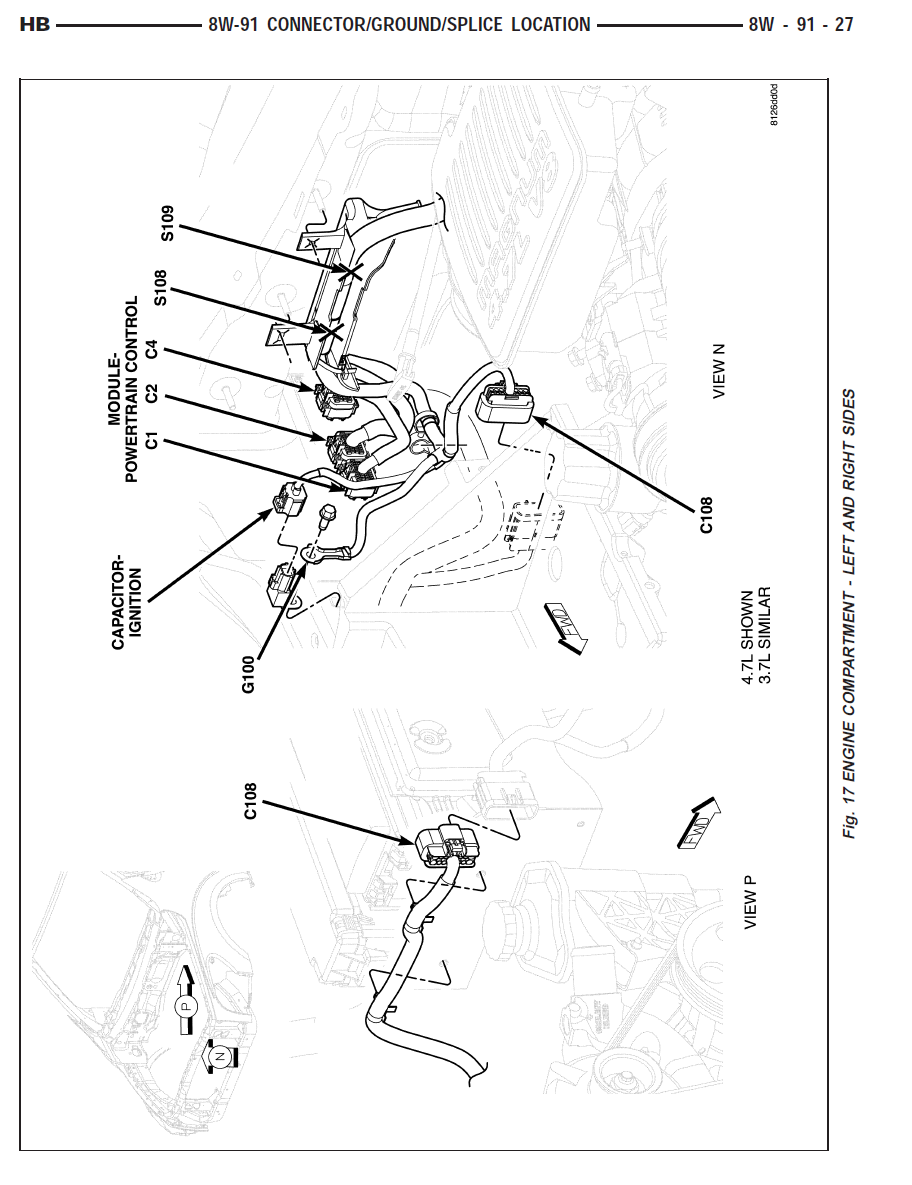 HB 8W-91 CONNECTOR/GROUND/SPLICE LOCATION 8W - 91 - 27
CAPACITOR-
IGNITION
MODULE-
POWERTRAIN CONTROL
C1 C2 C4
S108
S109
G100
C108
FWD
4.7L SHOWN
3.7L SIMILAR
VIEW N
8126dd0d
N
P
C108
FWD
VIEW P
Fig. 17 ENGINE COMPARTMENT - LEFT AND RIGHT SIDES